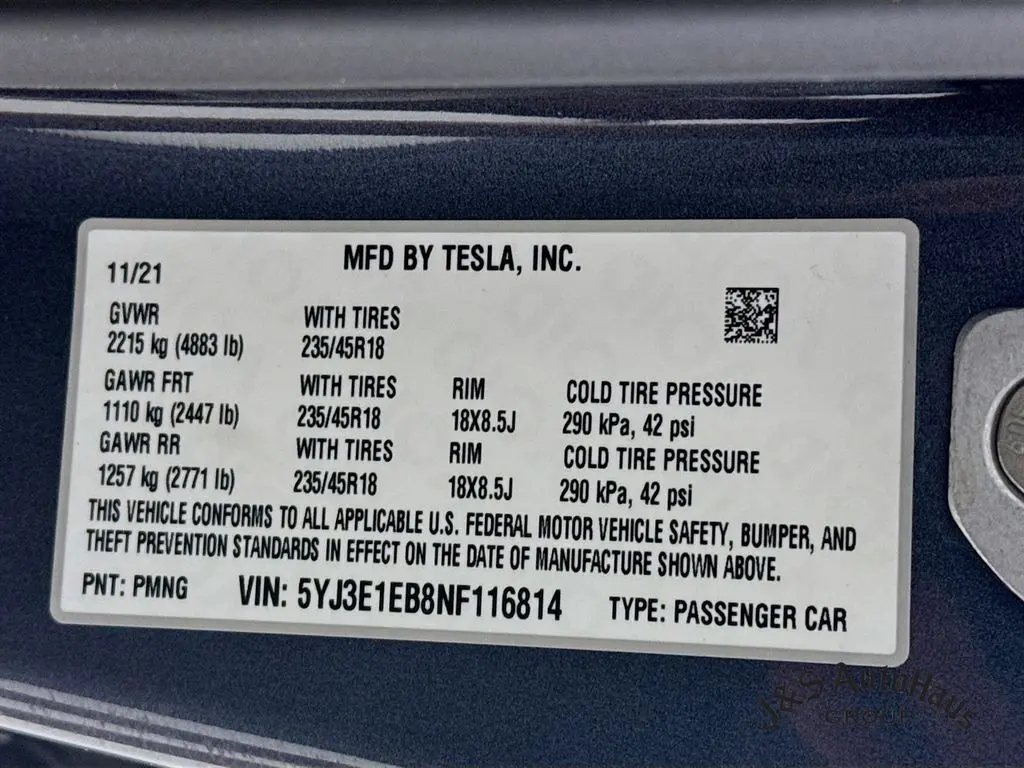 MFD BY TESLA, INC.
11/21
GVWR WITH TIRES
2215 kg (4883 lb) 235/45R18
GAWR FRT WITH TIRES RIM COLD TIRE PRESSURE
1110 kg (2447 lb) 235/45R18 18X8.5J 290 kPa, 42 psi
GAWR RR WITH TIRES RIM COLD TIRE PRESSURE
1257 kg (2771 lb) 235/45R18 18X8.5J 290 kPa, 42 psi
THIS VEHICLE CONFORMS TO ALL APPLICABLE U.S. FEDERAL MOTOR VEHICLE SAFETY, BUMPER, AND
THEFT PREVENTION STANDARDS IN EFFECT ON THE DATE OF MANUFACTURE SHOWN ABOVE.
PNT: PMNG VIN: 5YJ3E1EB8NF116814 TYPE: PASSENGER CAR
J&S AutoHaus
GROUP